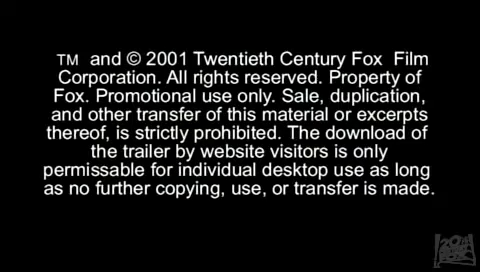 TM and © 2001 Twentieth Century Fox Film
Corporation. All rights reserved. Property of
Fox. Promotional use only. Sale, duplication,
and other transfer of this material or excerpts
thereof, is strictly prohibited. The download of
the trailer by website visitors is only
permissable for individual desktop use as long
as no further copying, use, or transfer is made.
20th